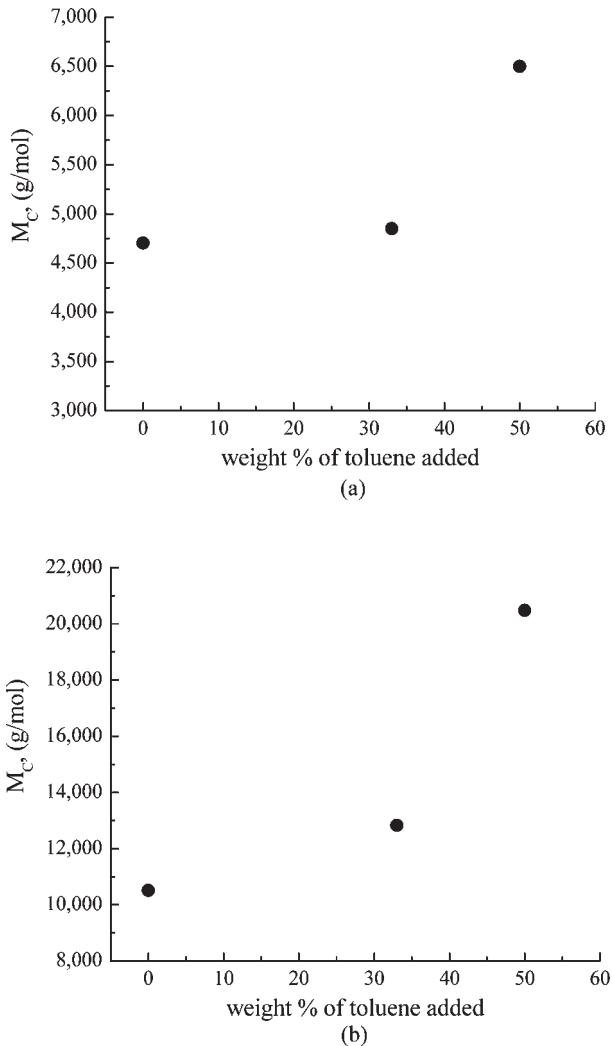 7,000
6,500
6,000
5,500
5,000
4,500
4,000
3,500
3,000
M_C, (g/mol)
0 10 20 30 40 50 60
weight % of toluene added
(a)
22,000
20,000
18,000
16,000
14,000
12,000
10,000
8,000
M_C, (g/mol)
0 10 20 30 40 50 60
weight % of toluene added
(b)